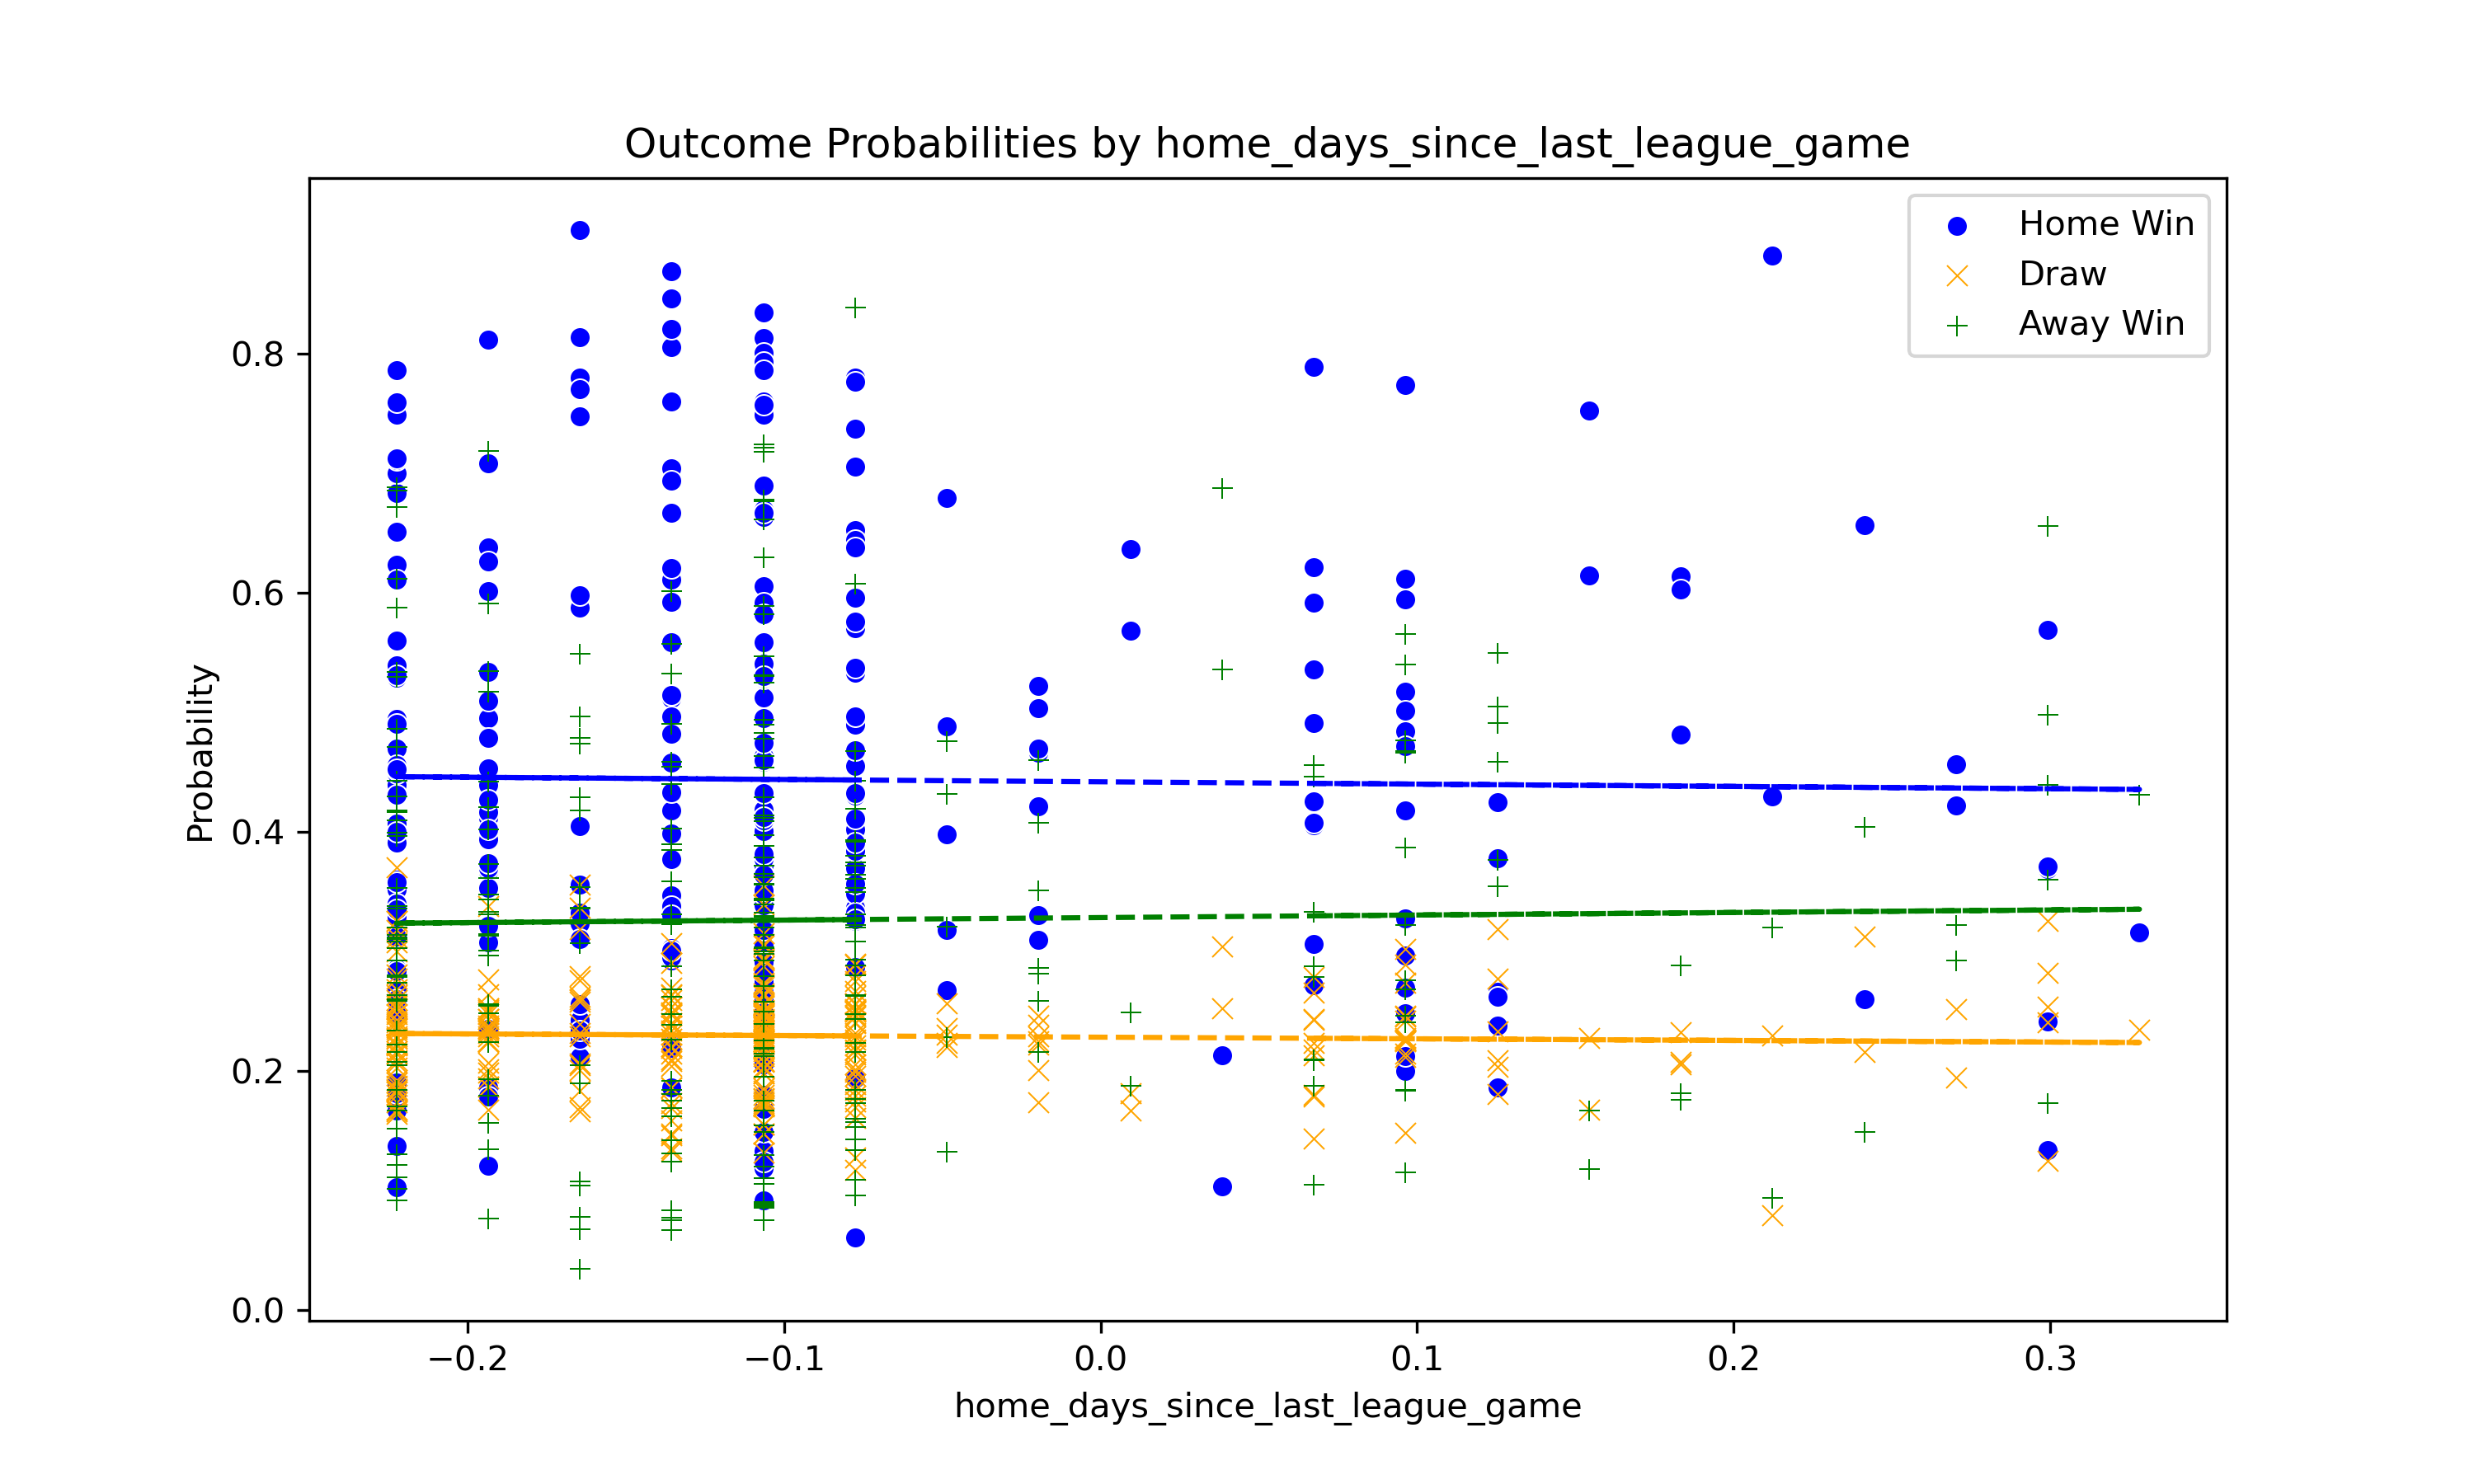 Outcome Probabilities by home_days_since_last_league_game
Home Win
Draw
Away Win
Probability
0.8
0.6
0.4
0.2
0.0
−0.2
−0.1
0.0
0.1
0.2
0.3
home_days_since_last_league_game